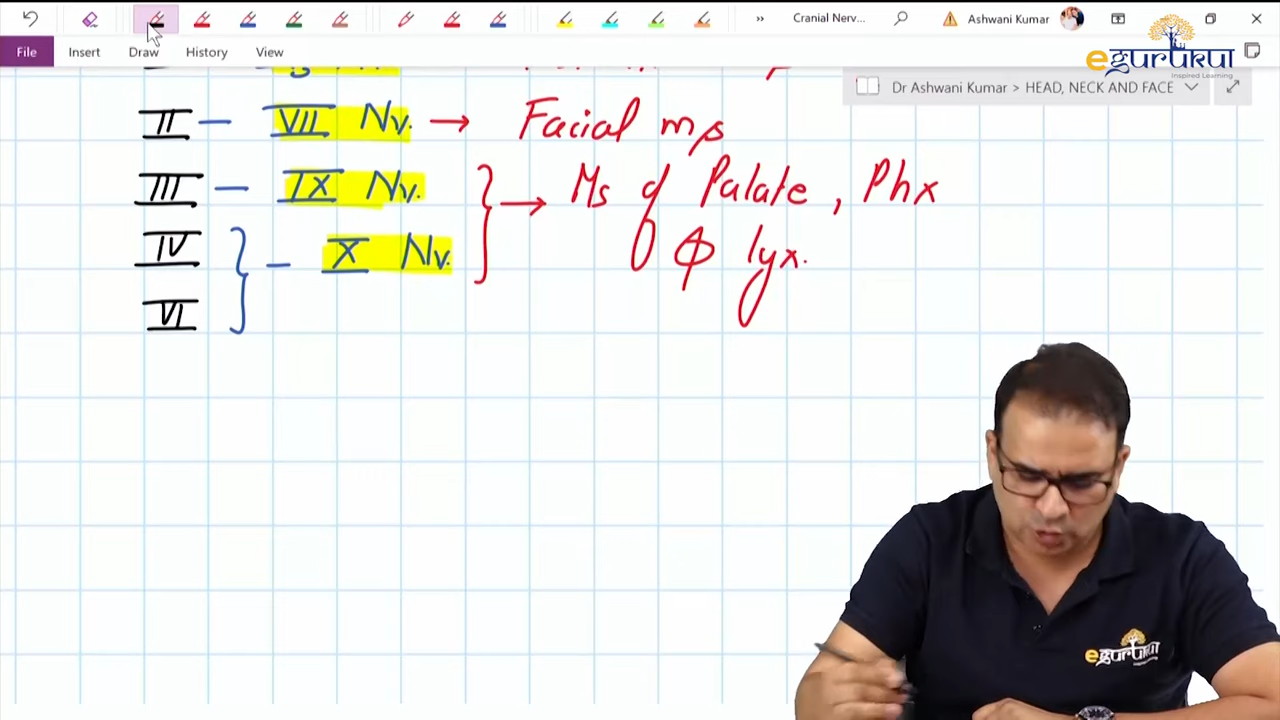 Cranial Nerv...
Ashwani Kumar
File Insert Draw History View
egurukul
Inspired Learning
Dr Ashwani Kumar > HEAD, NECK AND FACE
II – VII Nv. → Facial ms
III – IX Nv.
IV
VI
– X Nv.
→ Ms of Palate, Phx
lyx.
egurukul